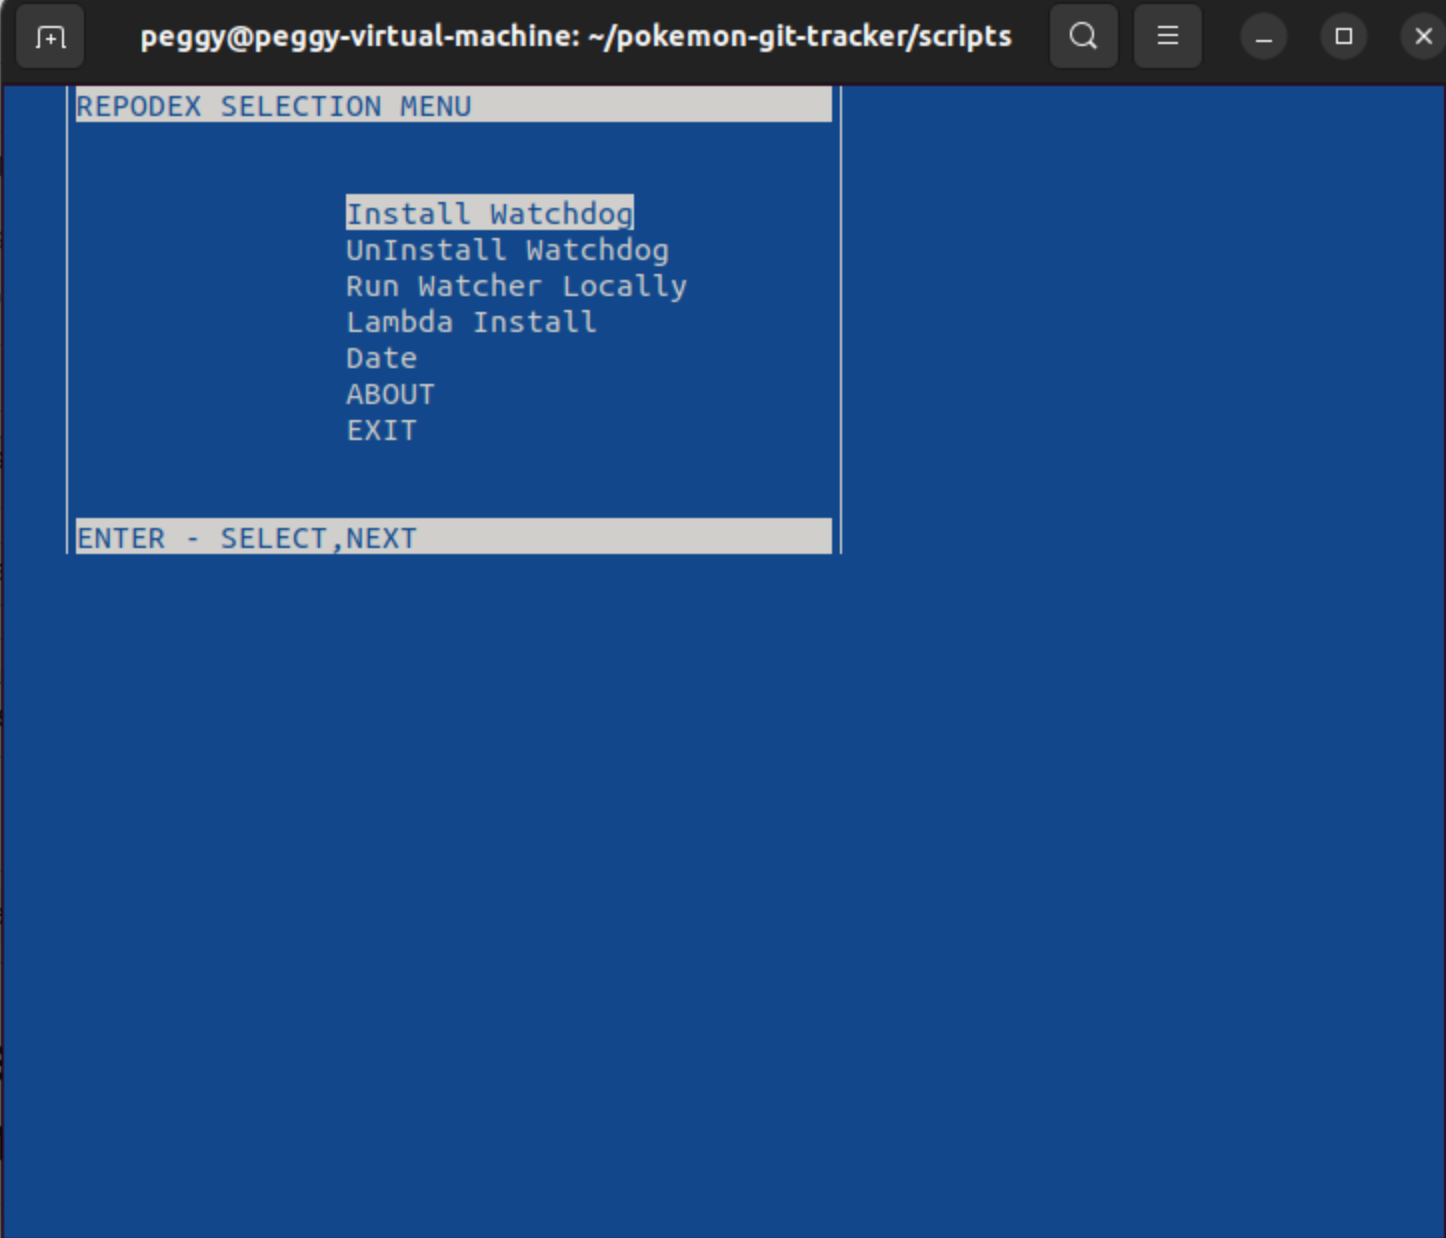 peggy@peggy-virtual-machine: ~/pokemon-git-tracker/scripts
REPODEX SELECTION MENU
Install Watchdog
UnInstall Watchdog
Run Watcher Locally
Lambda Install
Date
ABOUT
EXIT
ENTER - SELECT,NEXT